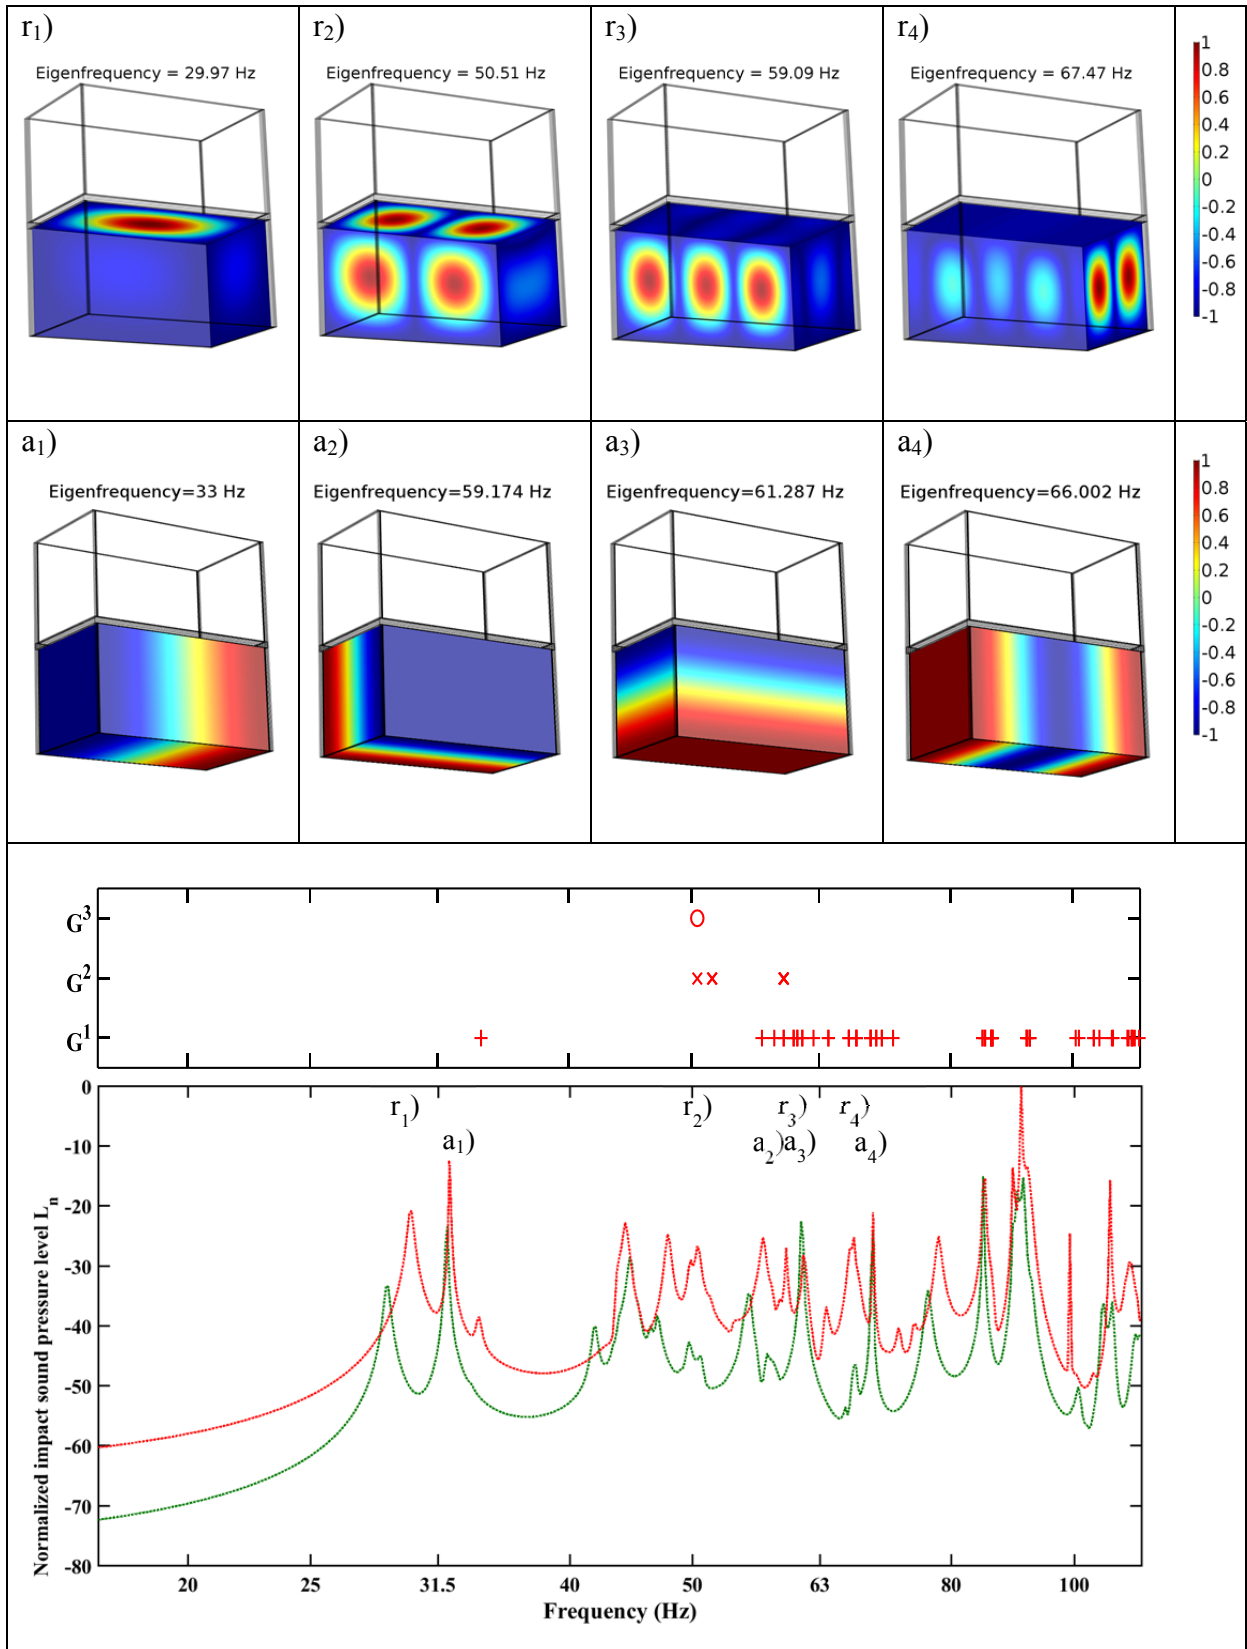 r1)
r2)
r3)
r4)
Eigenfrequency = 29.97 Hz
Eigenfrequency = 50.51 Hz
Eigenfrequency = 59.09 Hz
Eigenfrequency = 67.47 Hz
1
0.8
0.6
0.4
0.2
0
-0.2
-0.4
-0.6
-0.8
-1
a1)
a2)
a3)
a4)
Eigenfrequency=33 Hz
Eigenfrequency=59.174 Hz
Eigenfrequency=61.287 Hz
Eigenfrequency=66.002 Hz
1
0.8
0.6
0.4
0.2
0
-0.2
-0.4
-0.6
-0.8
-1
G3
G2
G1
r1)
r2)
r3)
r4)
a1)
a2)
a3)
a4)
0
-10
-20
-30
-40
-50
-60
-70
-80
Normalized impact sound pressure level Ln
20
25
31.5
40
50
63
80
100
Frequency (Hz)